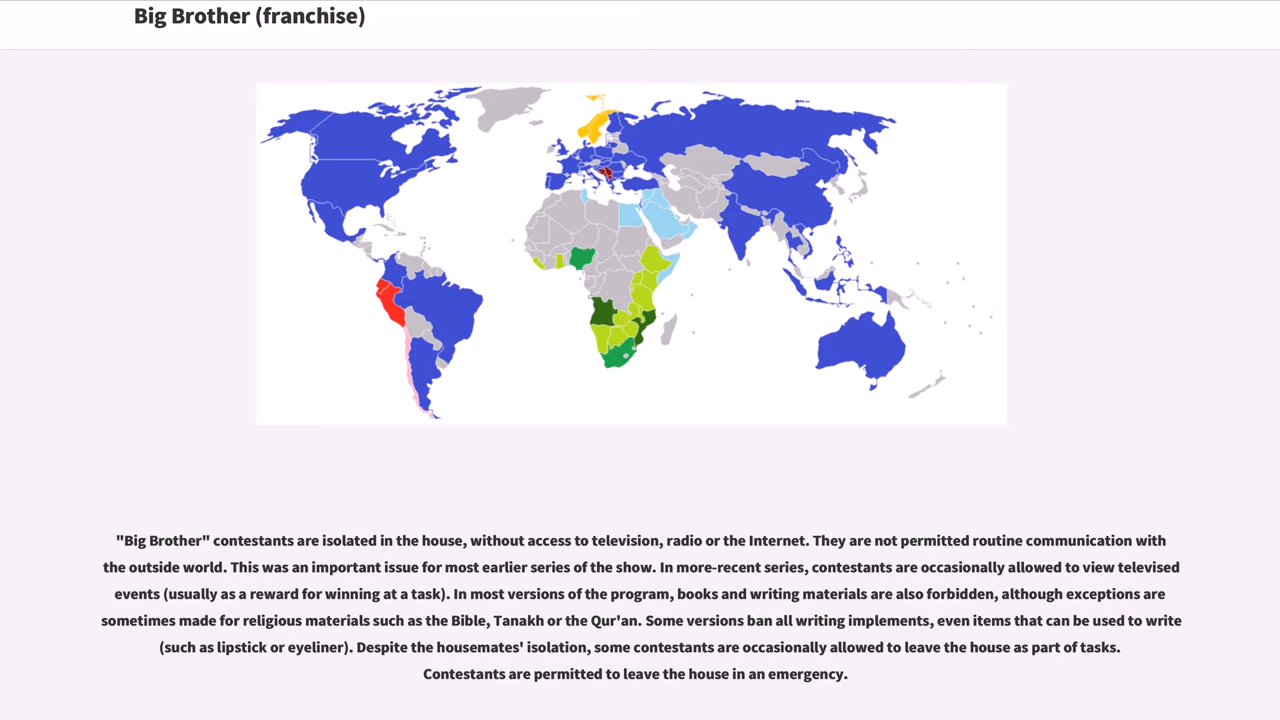 Big Brother (franchise)
"Big Brother" contestants are isolated in the house, without access to television, radio or the Internet. They are not permitted routine communication with
the outside world. This was an important issue for most earlier series of the show. In more-recent series, contestants are occasionally allowed to view televised
events (usually as a reward for winning at a task). In most versions of the program, books and writing materials are also forbidden, although exceptions are
sometimes made for religious materials such as the Bible, Tanakh or the Qur'an. Some versions ban all writing implements, even items that can be used to write
(such as lipstick or eyeliner). Despite the housemates' isolation, some contestants are occasionally allowed to leave the house as part of tasks.
Contestants are permitted to leave the house in an emergency.